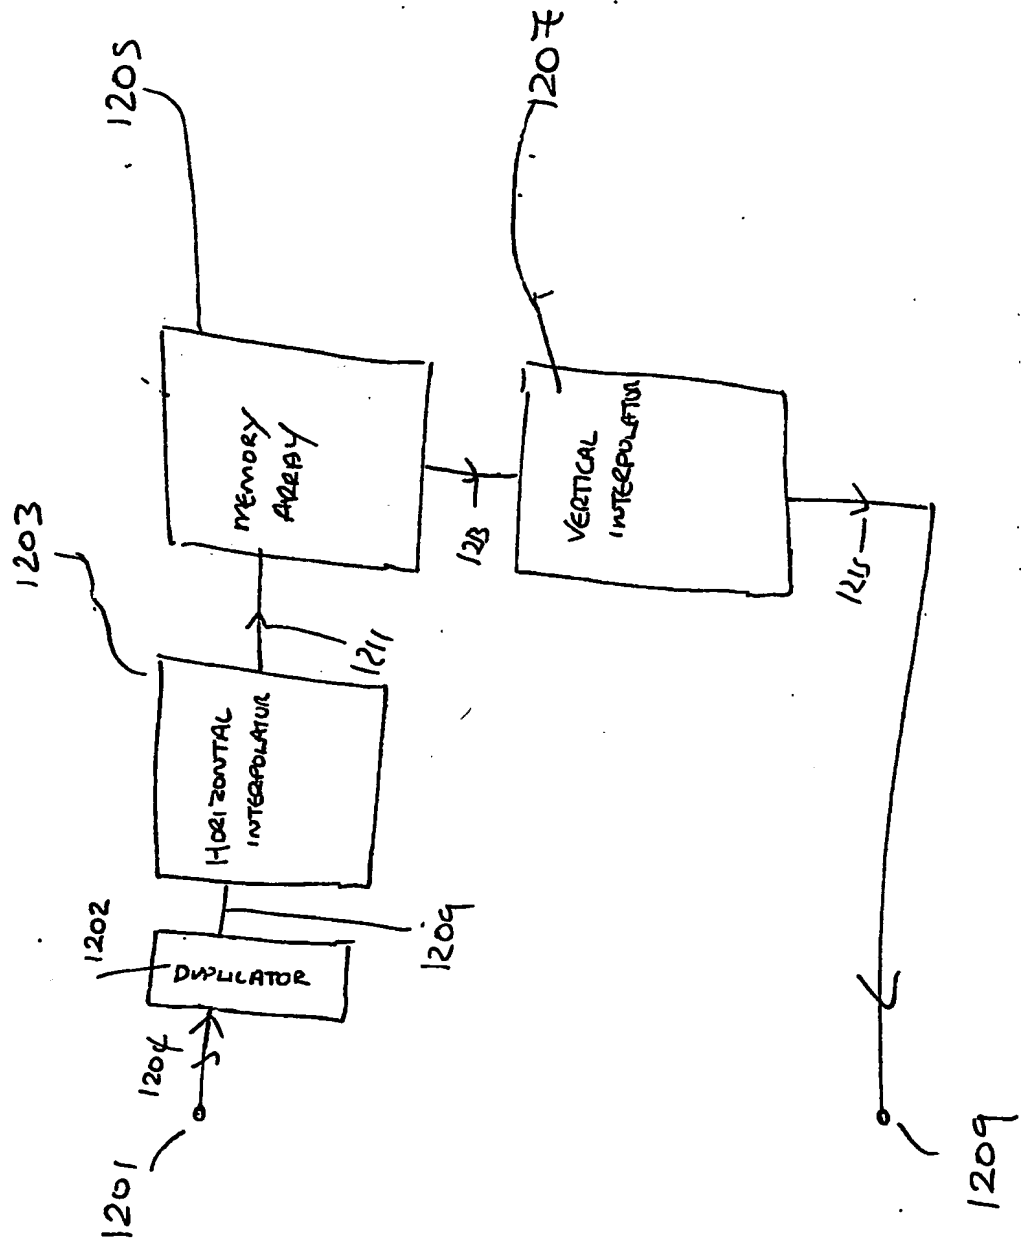 1201
1204
1202
DUPLICATOR
1209
1203
HORIZONTAL
INTERPOLATOR
1211
1205
MEMORY
ARRAY
1213
1207
VERTICAL
INTERPOLATOR
1215
1209